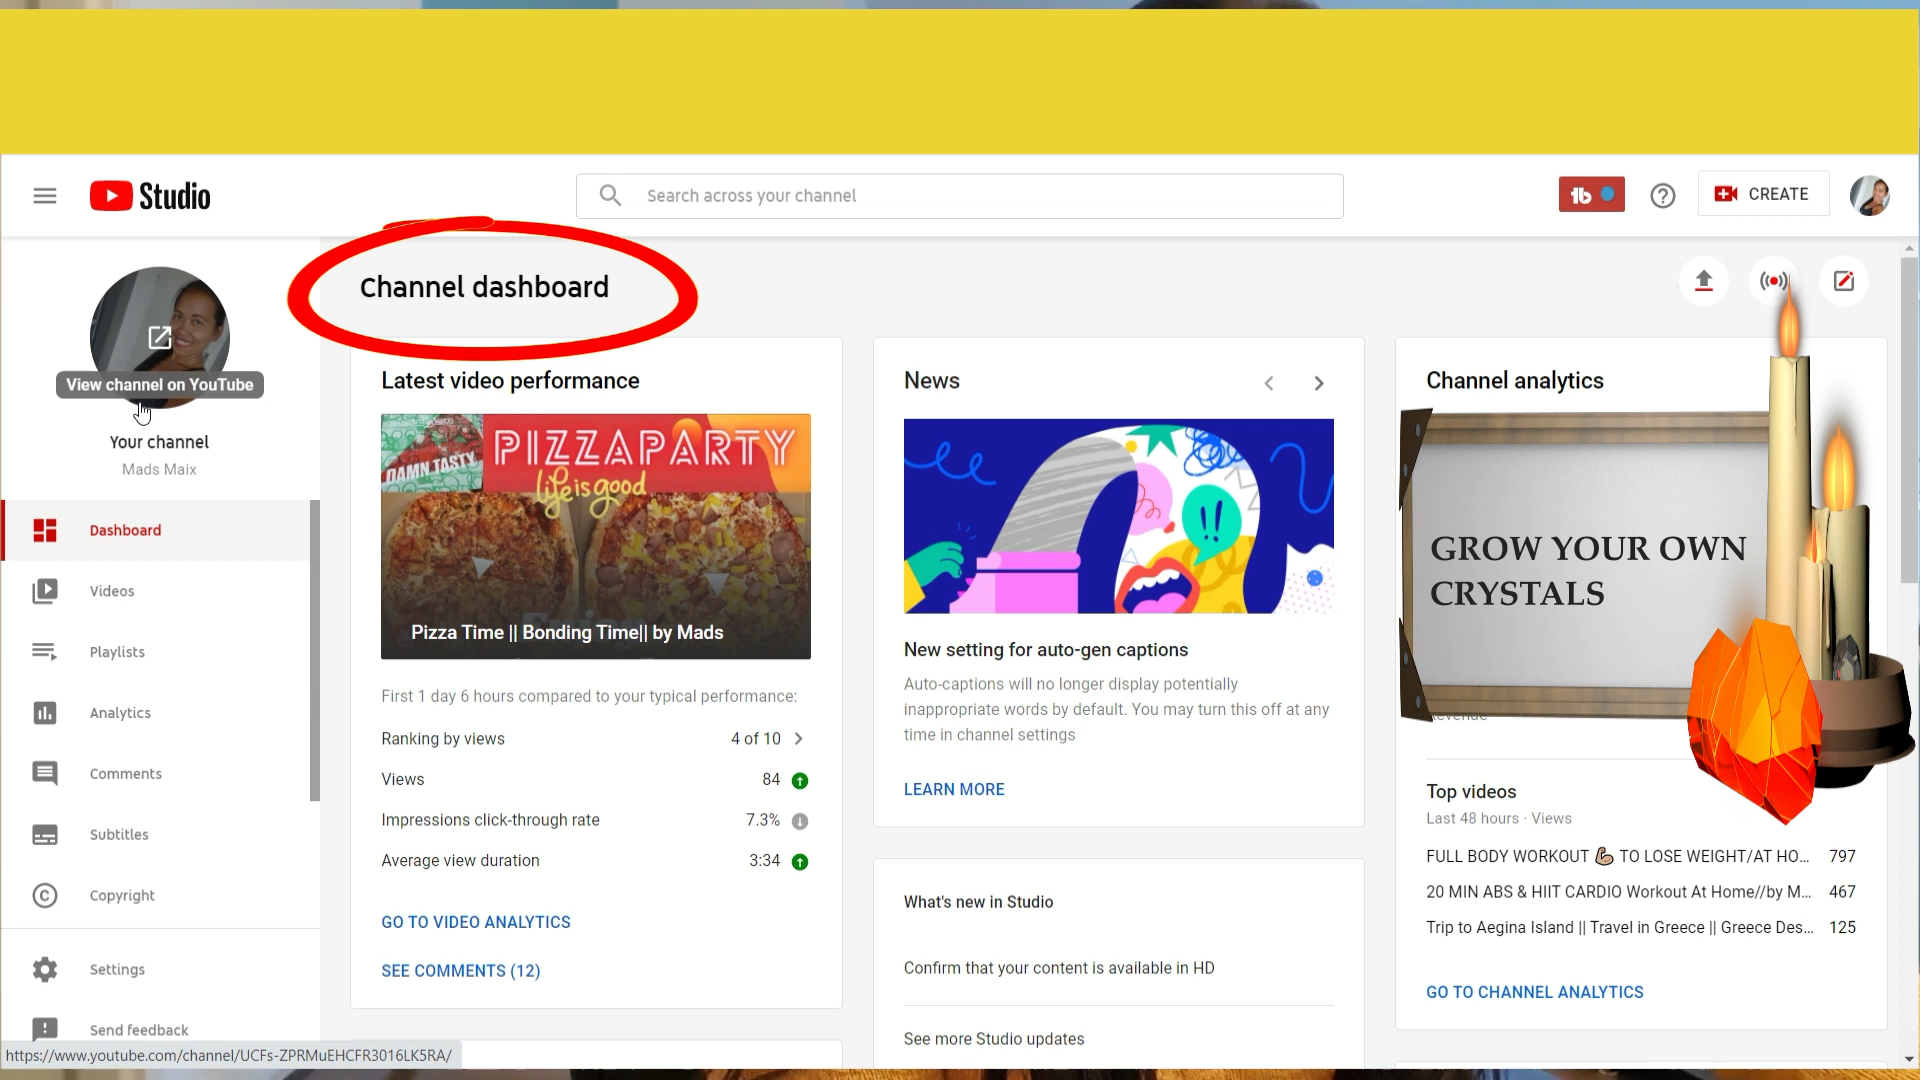 Studio
Search across your channel
CREATE
Channel dashboard
View channel on YouTube
Your channel
Mads Maix
Dashboard
Videos
Playlists
Analytics
Comments
Subtitles
Copyright
Settings
Send feedback
https://www.youtube.com/channel/UCFs-ZPRMuEHCFR3016LK5RA/
Latest video performance
DAMN TASTY
PIZZAPARTY
life is good
Pizza Time || Bonding Time|| by Mads
First 1 day 6 hours compared to your typical performance:
Ranking by views 4 of 10
Views 84
Impressions click-through rate 7.3%
Average view duration 3:34
GO TO VIDEO ANALYTICS
SEE COMMENTS (12)
News
!!
New setting for auto-gen captions
Auto-captions will no longer display potentially
inappropriate words by default. You may turn this off at any
time in channel settings
LEARN MORE
What's new in Studio
Confirm that your content is available in HD
See more Studio updates
Channel analytics
GROW YOUR OWN
CRYSTALS
Top videos
Last 48 hours · Views
FULL BODY WORKOUT 💪🏼 TO LOSE WEIGHT/AT HO... 797
20 MIN ABS & HIIT CARDIO Workout At Home//by M... 467
Trip to Aegina Island || Travel in Greece || Greece Des... 125
GO TO CHANNEL ANALYTICS